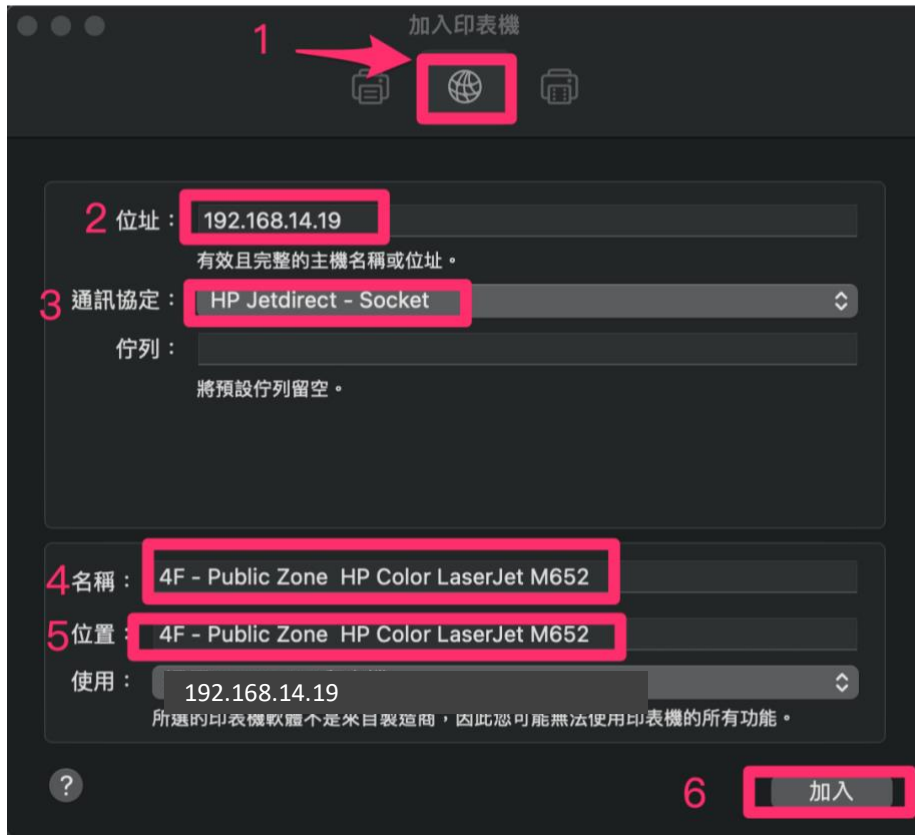 加入印表機
1
2 位址： 192.168.14.19
有效且完整的主機名稱或位址。
3 通訊協定： HP Jetdirect – Socket
佇列：
將預設佇列留空。
4 名稱： 4F - Public Zone HP Color LaserJet M652
5 位置： 4F - Public Zone HP Color LaserJet M652
使用： 192.168.14.19
所選的印表機軟體不是來自製造商，因此您可能無法使用印表機的所有功能。
?
6 加入